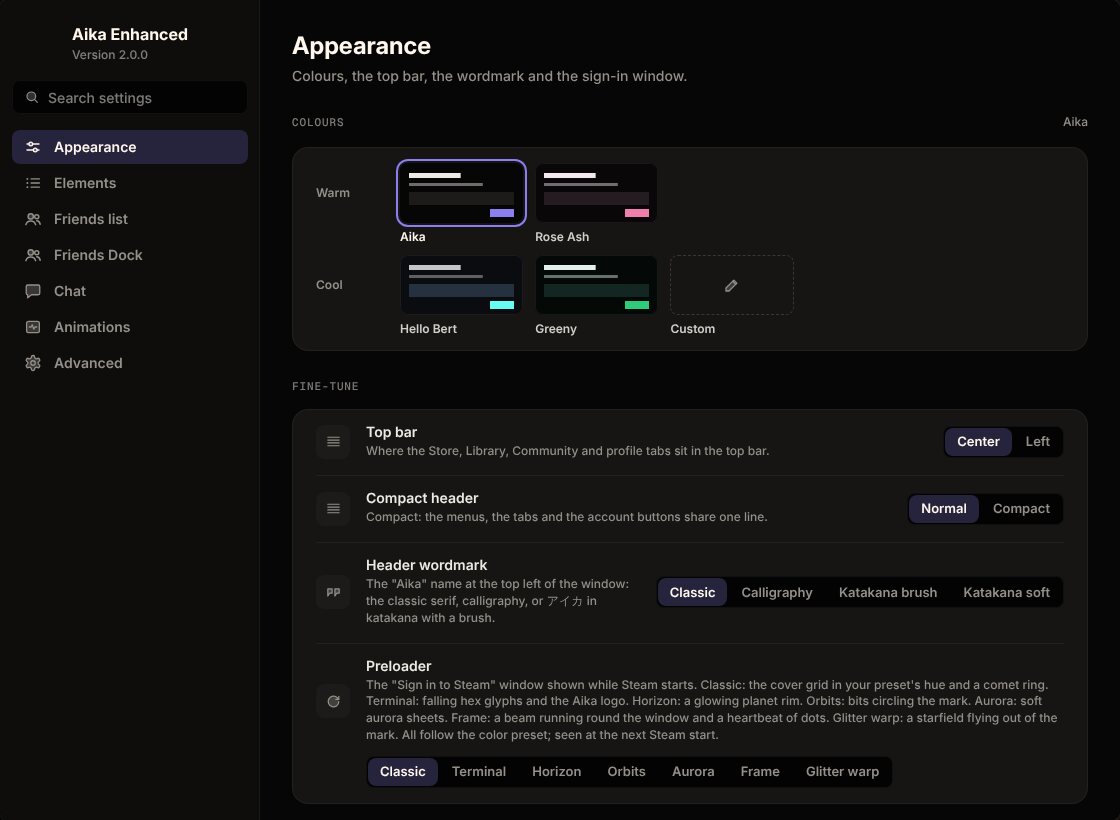 Aika Enhanced
Version 2.0.0
Search settings
Appearance
Elements
Friends list
Friends Dock
Chat
Animations
Advanced
Appearance
Colours, the top bar, the wordmark and the sign-in window.
COLOURS
Aika
Warm
Aika
Rose Ash
Cool
Hello Bert
Greeny
Custom
FINE-TUNE
Top bar
Where the Store, Library, Community and profile tabs sit in the top bar.
Center
Left
Compact header
Compact: the menus, the tabs and the account buttons share one line.
Normal
Compact
Header wordmark
The "Aika" name at the top left of the window:
the classic serif, calligraphy, or アイカ in
katakana with a brush.
Classic
Calligraphy
Katakana brush
Katakana soft
Preloader
The "Sign in to Steam" window shown while Steam starts. Classic: the cover grid in your preset's hue and a comet ring.
Terminal: falling hex glyphs and the Aika logo. Horizon: a glowing planet rim. Orbits: bits circling the mark. Aurora: soft
aurora sheets. Frame: a beam running round the window and a heartbeat of dots. Glitter warp: a starfield flying out of the
mark. All follow the color preset; seen at the next Steam start.
Classic
Terminal
Horizon
Orbits
Aurora
Frame
Glitter warp